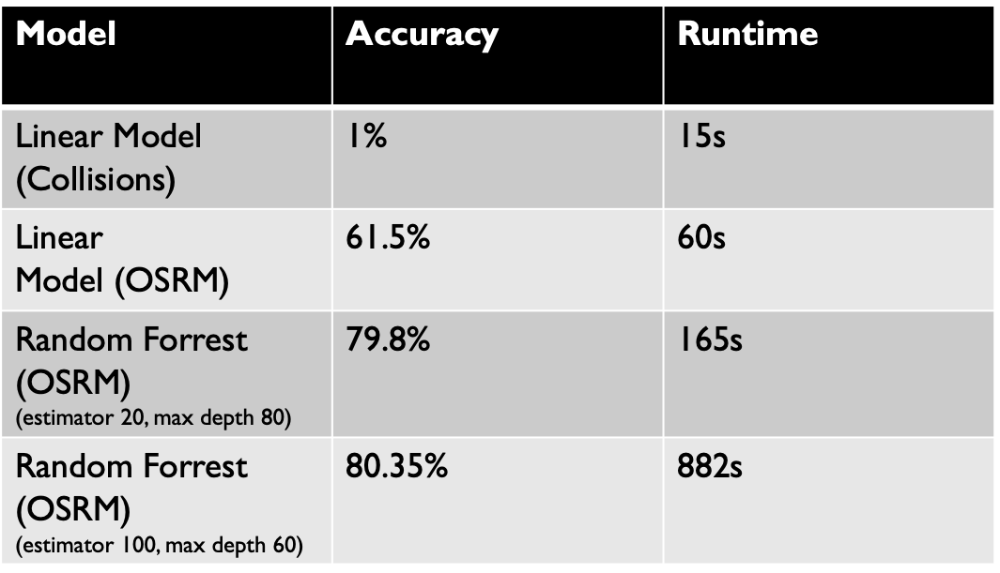 Model Accuracy Runtime
Linear Model 1% 15s
(Collisions)
Linear 61.5% 60s
Model (OSRM)
Random Forrest 79.8% 165s
(OSRM)
(estimator 20, max depth 80)
Random Forrest 80.35% 882s
(OSRM)
(estimator 100, max depth 60)